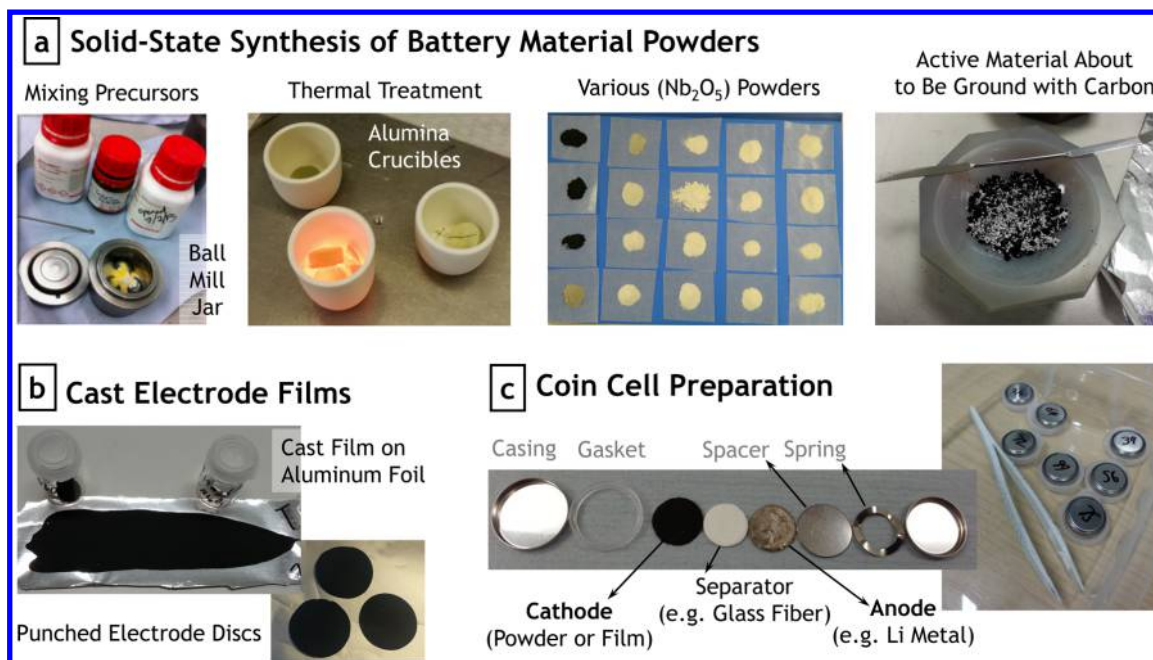 a Solid-State Synthesis of Battery Material Powders
Mixing Precursors
Ball
Mill
Jar
Thermal Treatment
Alumina
Crucibles
Various (Nb₂O₅) Powders
Active Material About
to Be Ground with Carbon
b Cast Electrode Films
Cast Film on
Aluminum Foil
Punched Electrode Discs
c Coin Cell Preparation
Casing Gasket Spacer Spring
Cathode
(Powder or Film)
Separator
(e.g. Glass Fiber)
Anode
(e.g. Li Metal)
39
56